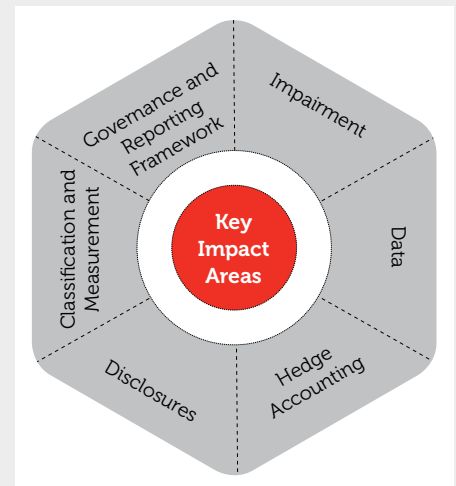 Governance and
Reporting
Framework
Impairment
Data
Hedge
Accounting
Disclosures
Classification and
Measurement
Key
Impact
Areas